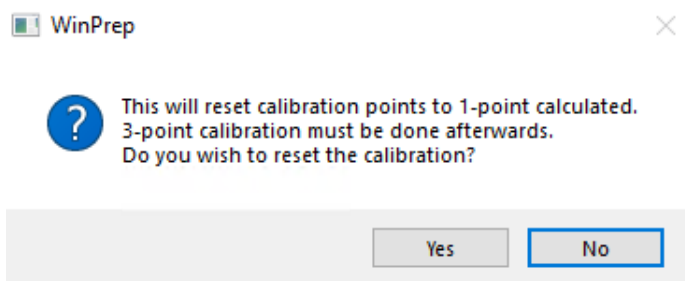 WinPrep
This will reset calibration points to 1-point calculated.
3-point calibration must be done afterwards.
Do you wish to reset the calibration?
Yes No